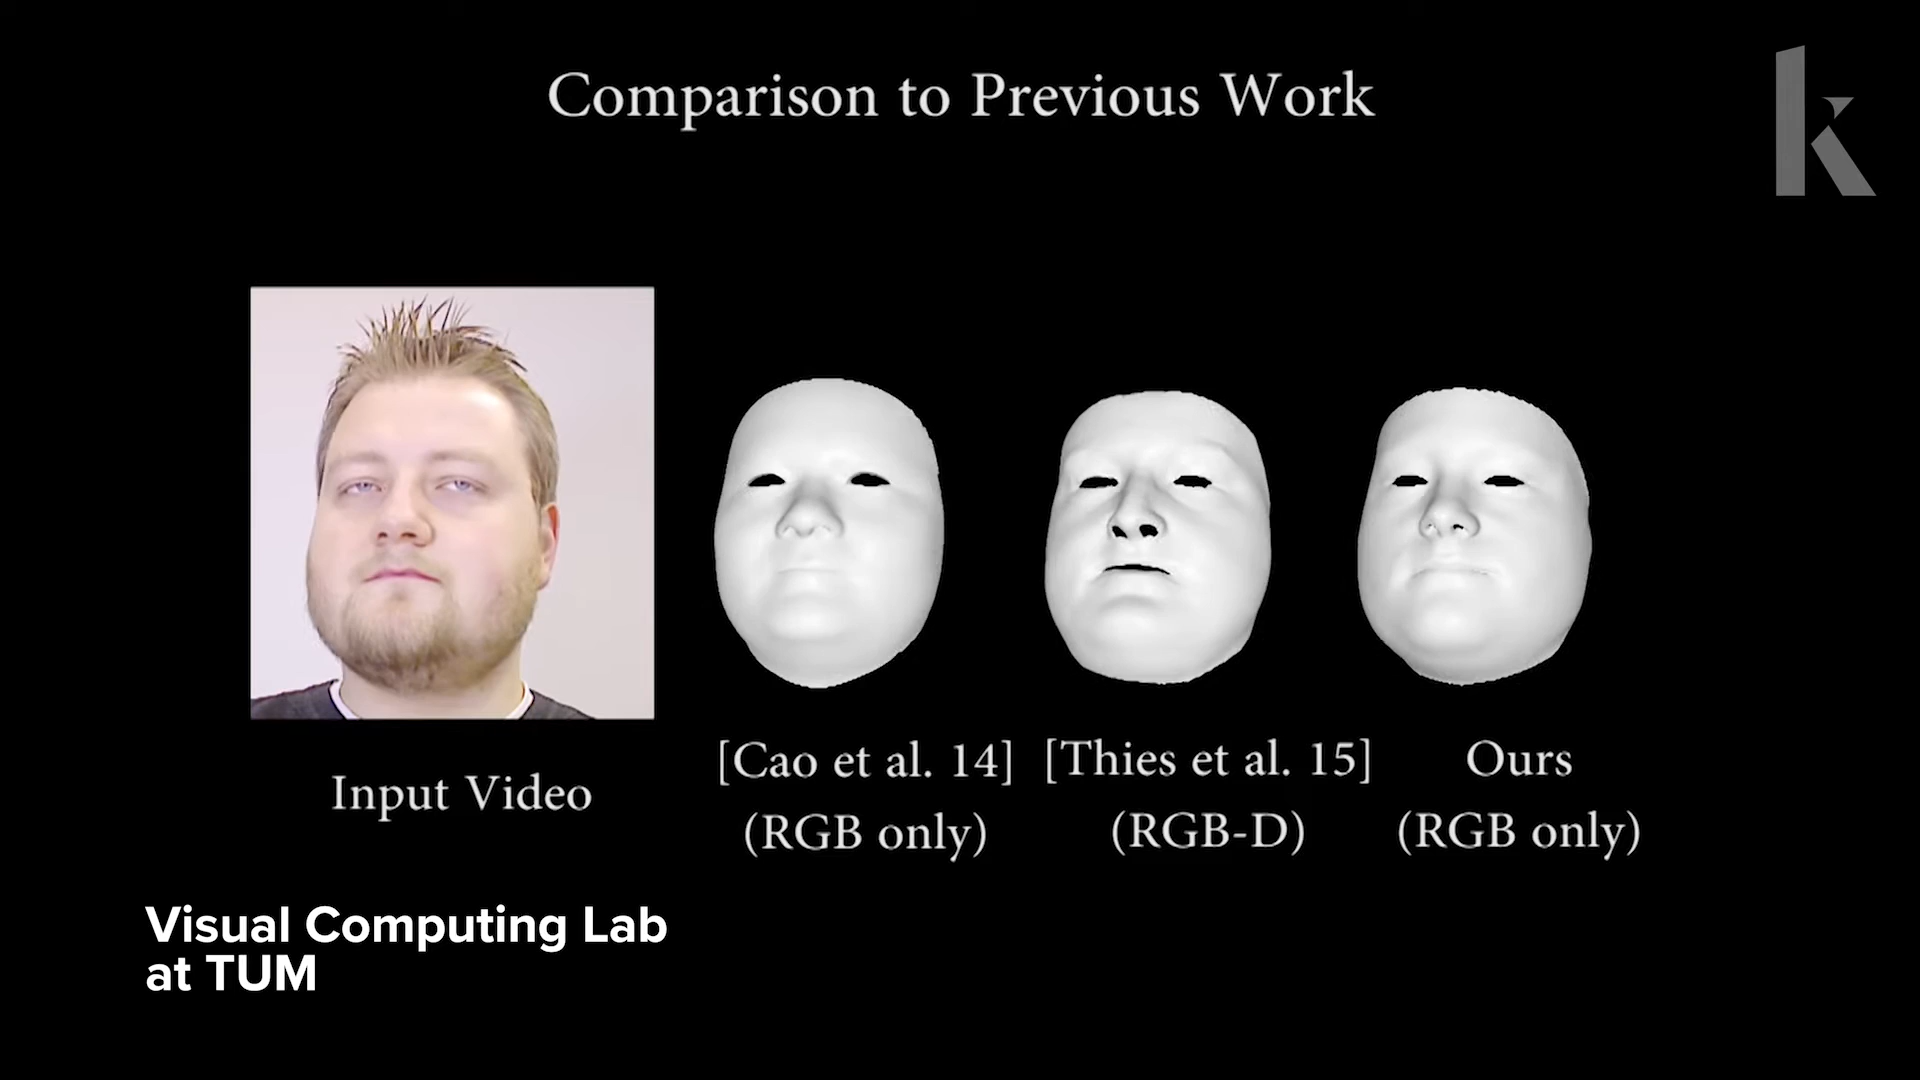 Comparison to Previous Work
k
Input Video
[Cao et al. 14]
(RGB only)
[Thies et al. 15]
(RGB-D)
Ours
(RGB only)
Visual Computing Lab
at TUM